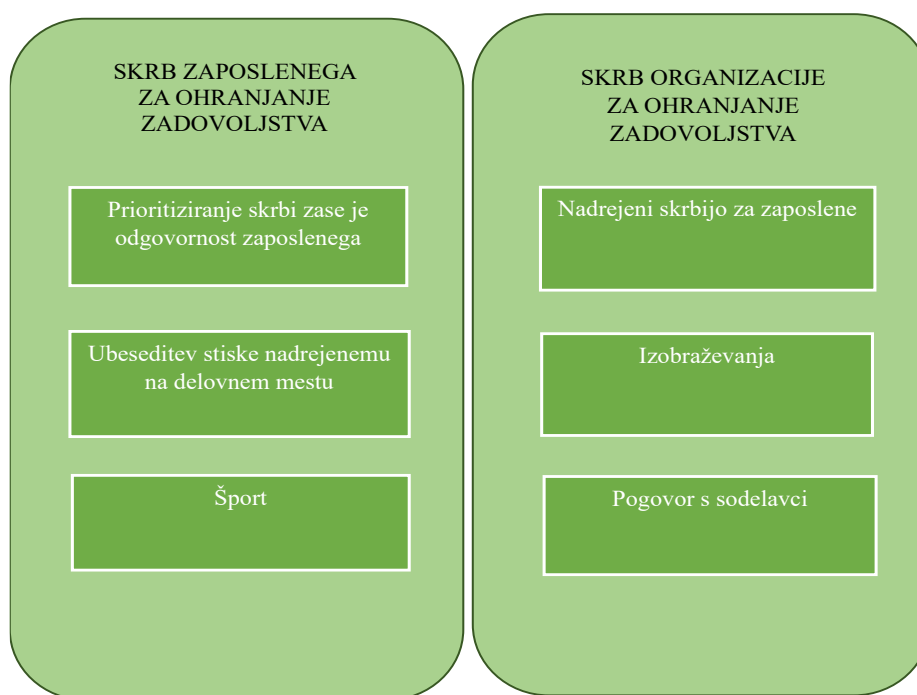 SKRB ZAPOSLENEGA
ZA OHRANJANJE
ZADOVOLJSTVA
Prioritiziranje skrbi zase je
odgovornost zaposlenega
Ubeseditev stiske nadrejenemu
na delovnem mestu
Šport
SKRB ORGANIZACIJE
ZA OHRANJANJE
ZADOVOLJSTVA
Nadrejeni skrbijo za zaposlene
Izobraževanja
Pogovor s sodelavci